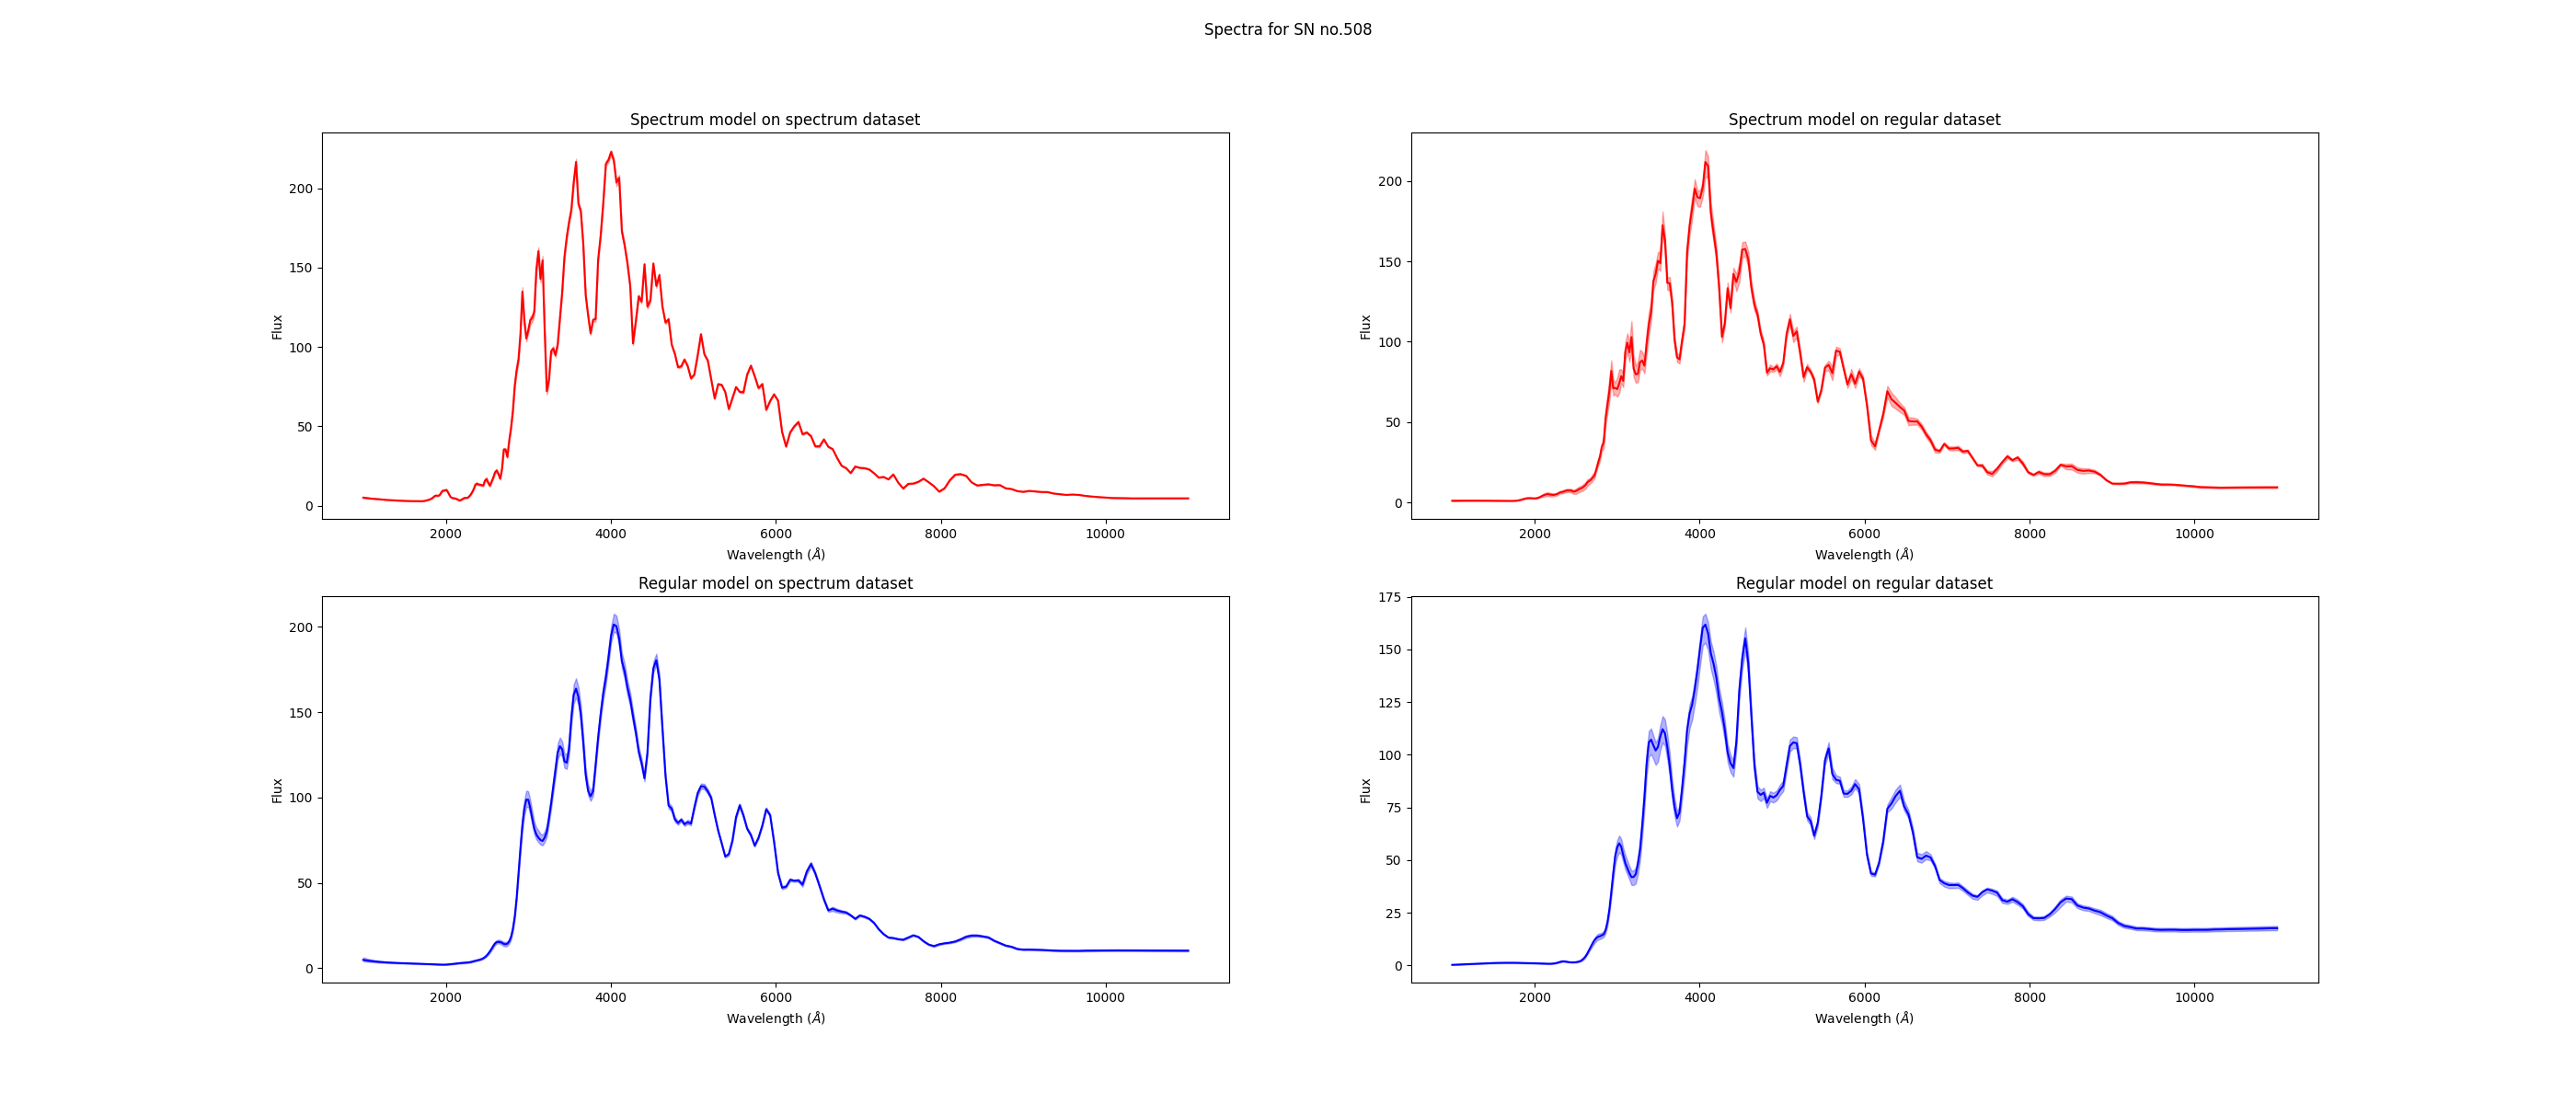 Spectra for SN no.508
Spectrum model on spectrum dataset
Flux
0
50
100
150
200
2000 4000 6000 8000 10000
Wavelength (Å)
Spectrum model on regular dataset
Flux
0
50
100
150
200
2000 4000 6000 8000 10000
Wavelength (Å)
Regular model on spectrum dataset
Flux
0
50
100
150
200
2000 4000 6000 8000 10000
Wavelength (Å)
Regular model on regular dataset
Flux
0
25
50
75
100
125
150
175
2000 4000 6000 8000 10000
Wavelength (Å)